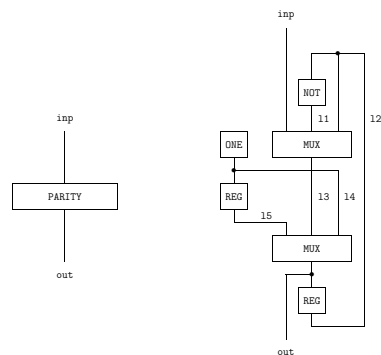 inp
PARITY
out
inp
NOT
l1
l2
ONE
MUX
REG
l3
l4
l5
MUX
REG
out